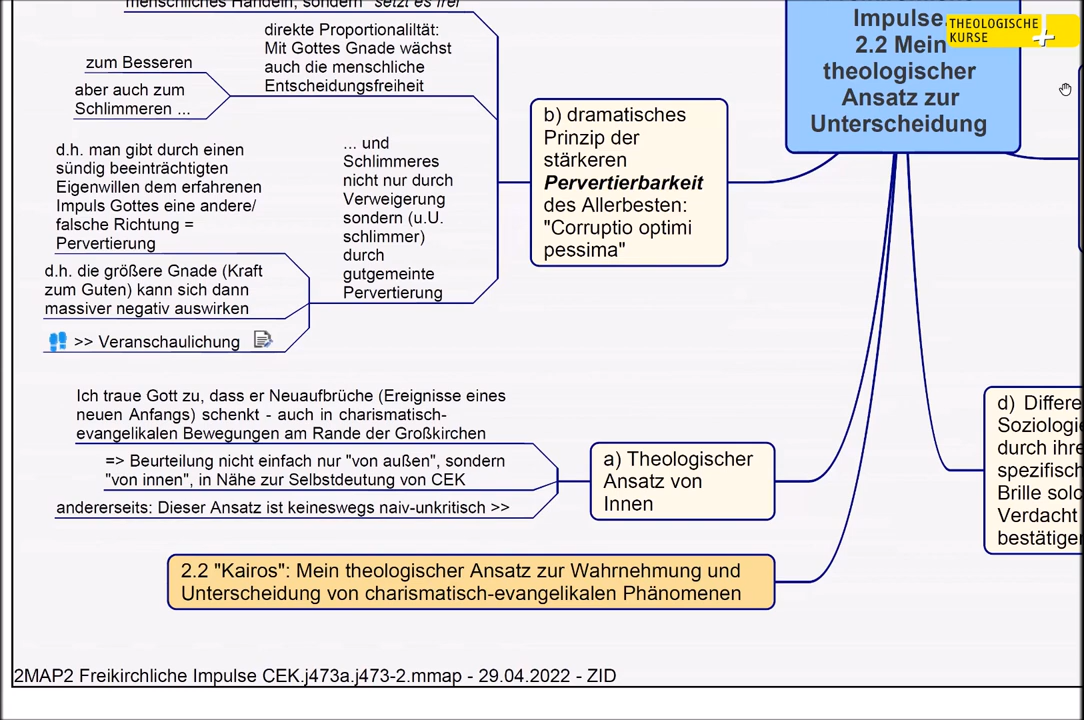 menschliches Handeln, sondern "setzt es frei"
direkte Proportionaliltät:
Mit Gottes Gnade wächst
auch die menschliche
Entscheidungsfreiheit
zum Besseren
aber auch zum
Schlimmeren ...
... und
Schlimmeres
nicht nur durch
Verweigerung
sondern (u.U.
schlimmer)
durch
gutgemeinte
Pervertierung
d.h. man gibt durch einen
sündig beeinträchtigten
Eigenwillen dem erfahrenen
Impuls Gottes eine andere/
falsche Richtung =
Pervertierung
d.h. die größere Gnade (Kraft
zum Guten) kann sich dann
massiver negativ auswirken
>> Veranschaulichung
b) dramatisches
Prinzip der
stärkeren
Pervertierbarkeit
des Allerbesten:
"Corruptio optimi
pessima"
Impulse.
2.2 Mein
theologischer
Ansatz zur
Unterscheidung
THEOLOGISCHE
KURSE
Ich traue Gott zu, dass er Neuaufbrüche (Ereignisse eines
neuen Anfangs) schenkt - auch in charismatisch-
evangelikalen Bewegungen am Rande der Großkirchen
=> Beurteilung nicht einfach nur "von außen", sondern
"von innen", in Nähe zur Selbstdeutung von CEK
andererseits: Dieser Ansatz ist keineswegs naiv-unkritisch >>
a) Theologischer
Ansatz von
Innen
d) Differe
Soziologie
durch ihre
spezifisch
Brille solc
Verdacht
bestätiger
2.2 "Kairos": Mein theologischer Ansatz zur Wahrnehmung und
Unterscheidung von charismatisch-evangelikalen Phänomenen
2MAP2 Freikirchliche Impulse CEK.j473a.j473-2.mmap - 29.04.2022 - ZID